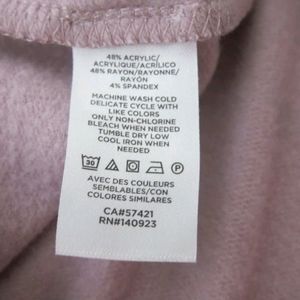 48% ACRYLIC/
ACRYLIQUE/ACRÍLICO
48% RAYON/RAYONNE/
RAYÓN
4% SPANDEX
MACHINE WASH COLD
DELICATE CYCLE WITH
LIKE COLORS
ONLY NON-CHLORINE
BLEACH WHEN NEEDED
TUMBLE DRY LOW
COOL IRON WHEN
NEEDED
30
P
AVEC DES COULEURS
SEMBLABLES/CON
COLORES SIMILARES
CA#57421
RN#140923